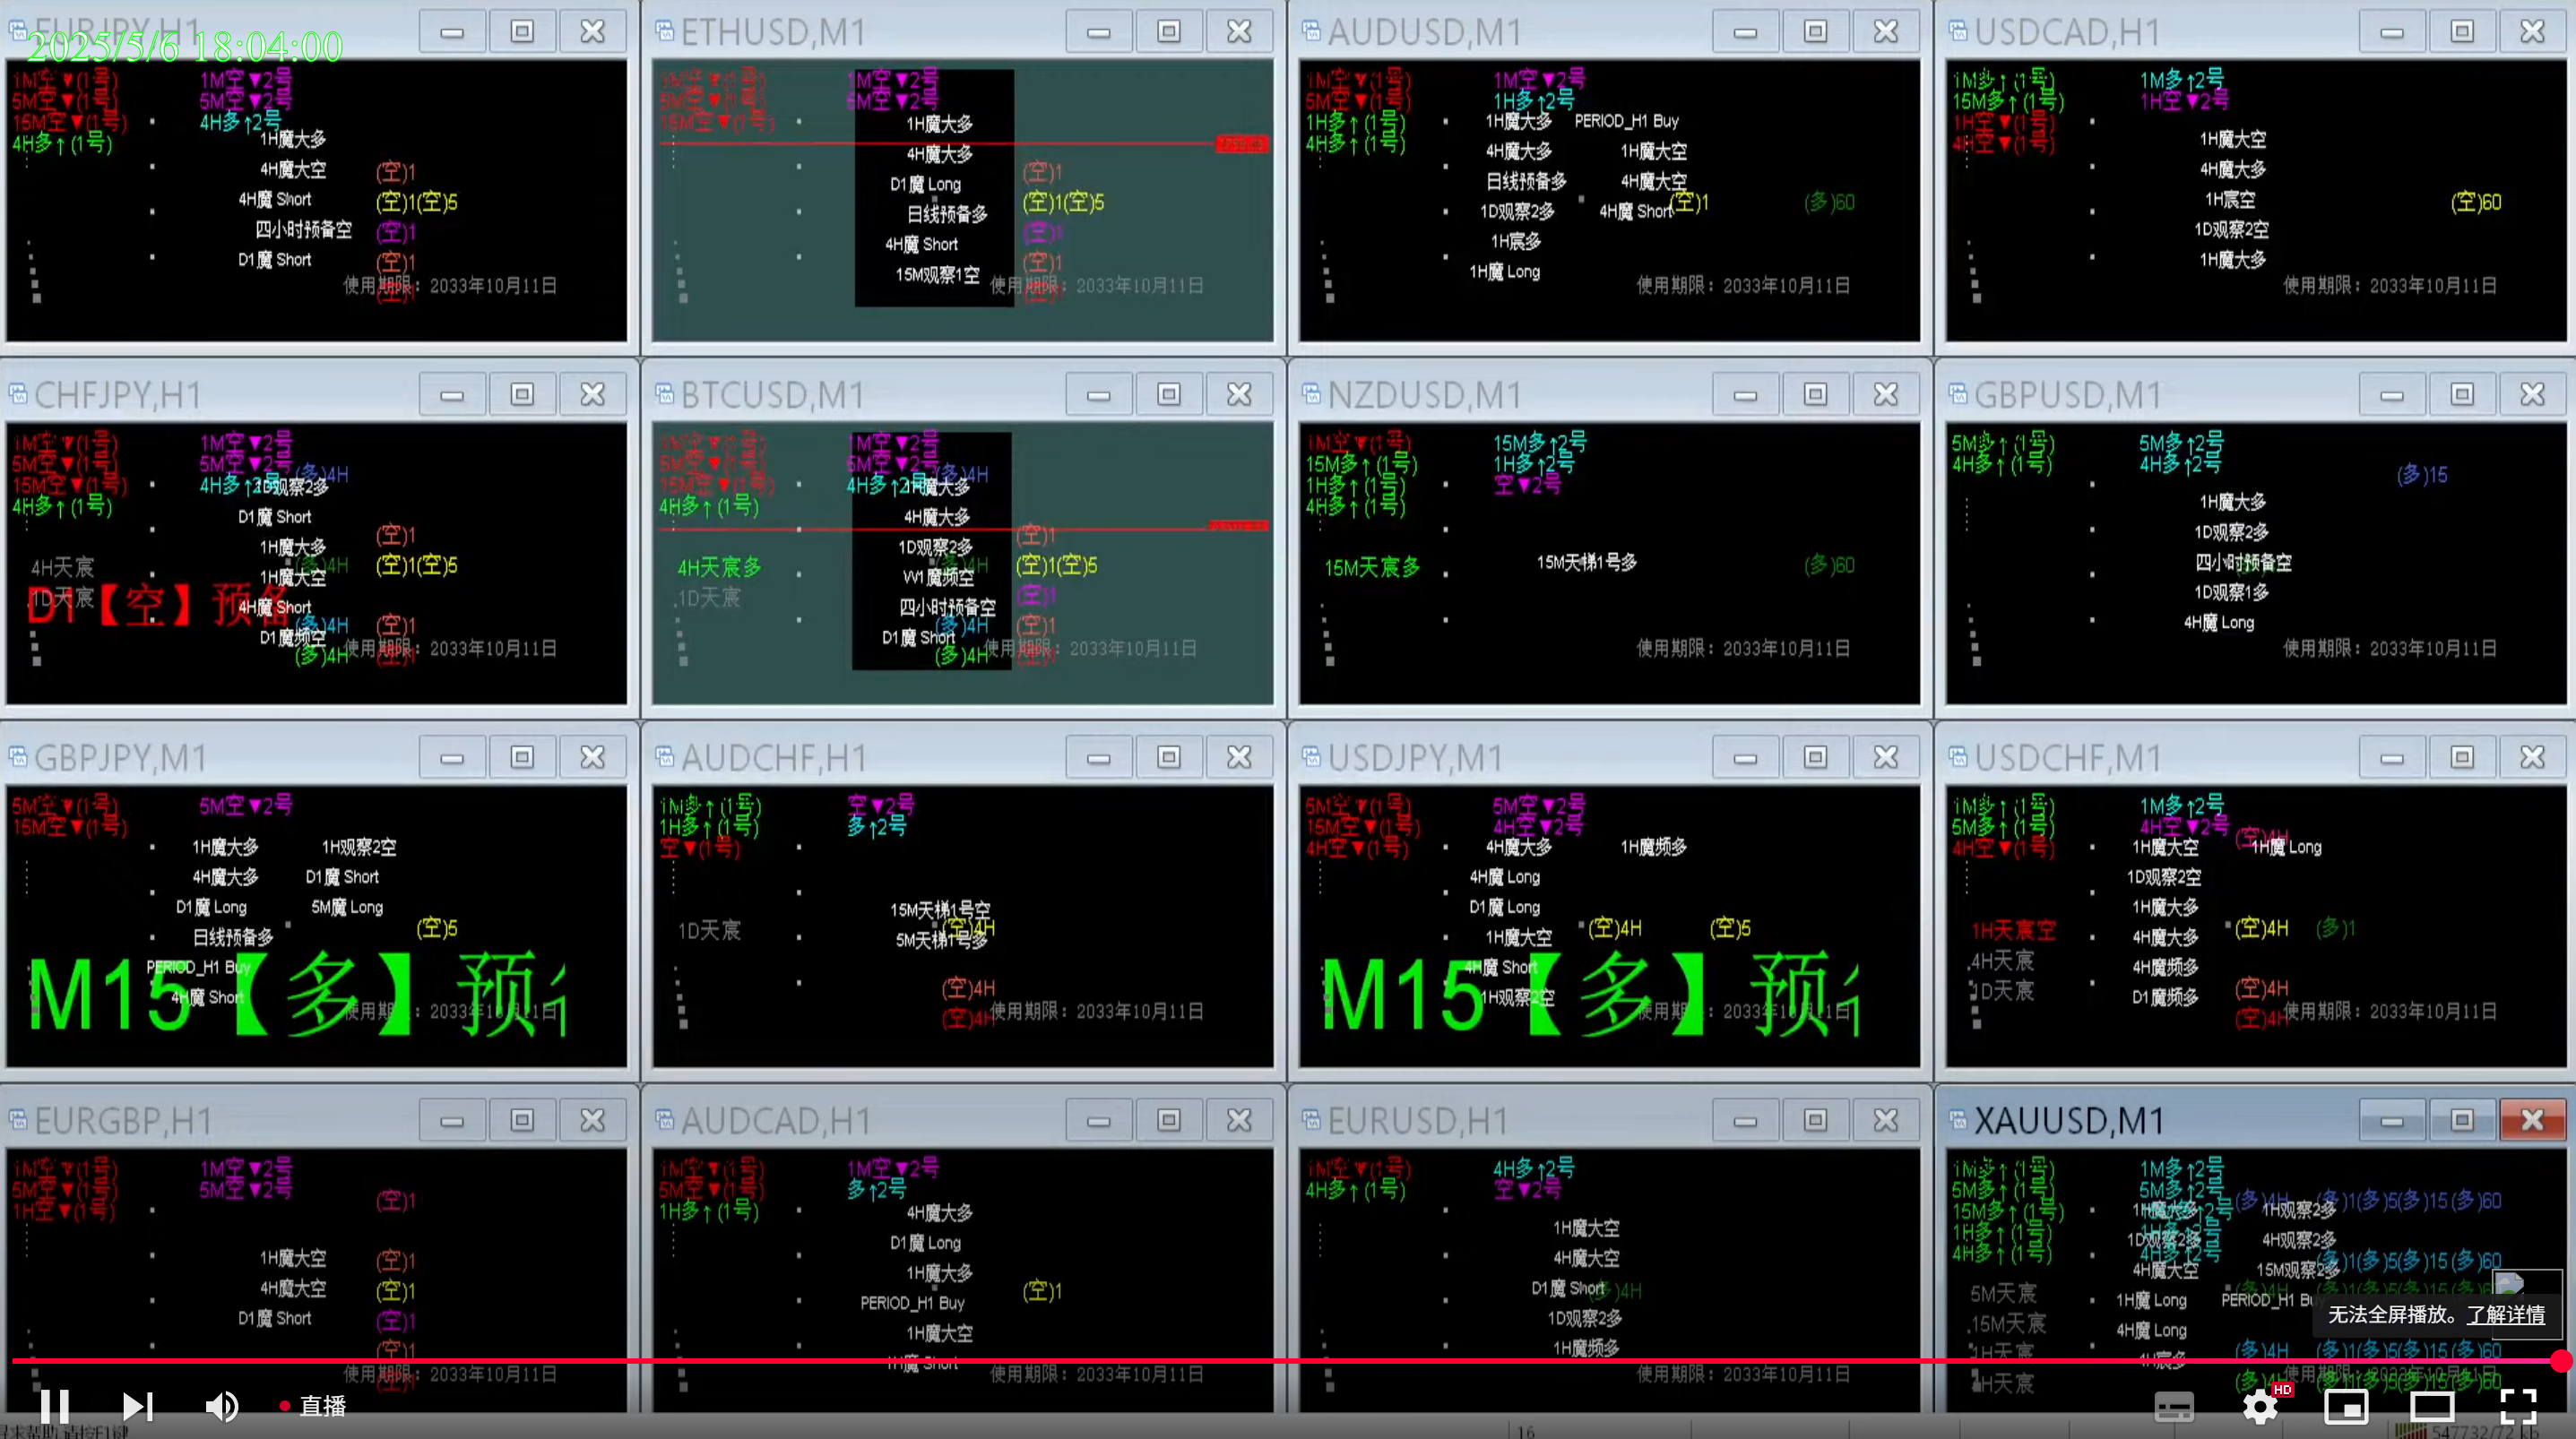 EURJPY,H1
2025/5/6 18:04:00
1M空▼(1号)
1M空▼2号
5M空▼(1号)
5M空▼2号
15M空▼(1号)
4H多↑2号
4H多↑(1号)
1H魔大多
4H魔大空
(空)1
4H魔 Short
(空)1(空)5
四小时预备空
(空)1
D1魔 Short
(空)1
使用期限：2033年10月11日
ETHUSD,M1
1M空▼(1号)
1M空▼2号
5M空▼(1号)
5M空▼2号
15M空▼(1号)
1H魔大多
4H魔大多
(空)1
D1魔 Long
(空)1(空)5
日线预备多
(空)1
4H魔 Short
(空)1
15M观察1空
使用期限：2033年10月11日
AUDUSD,M1
1M空▼(1号)
1M空▼2号
5M空▼(1号)
1H多↑2号
1H多↑(1号)
1H魔大多 PERIOD_H1 Buy
4H多↑(1号)
4H魔大多 1H魔大空
日线预备多 4H魔大空
1D观察2多 4H魔 Short
(空)1
(多)60
1H宸多
1H魔 Long
使用期限：2033年10月11日
USDCAD,H1
1M多↑(1号)
1M多↑2号
15M多↑(1号)
1H空▼2号
1H空▼(1号)
4H空▼(1号)
1H魔大空
4H魔大多
1H宸空
(空)60
1D观察2空
1H魔大多
使用期限：2033年10月11日
CHFJPY,H1
1M空▼(1号)
1M空▼2号
5M空▼(1号)
5M空▼2号
(多)4H
15M空▼(1号)
4H多↑2号
1D观察2多
4H多↑(1号)
D1魔 Short
(空)1
1H魔大多
4H天宸
(多)4H
(空)1(空)5
1H魔大空
1D天宸
D1【空】预备
4H魔 Short
(多)4H
(空)1
D1魔频空
(多)4H
使用期限：2033年10月11日
BTCUSD,M1
1M空▼(1号)
1M空▼2号
5M空▼(1号)
5M空▼2号
(多)4H
15M空▼(1号)
4H多↑2号
1H魔大多
4H多↑(1号)
4H魔大多
(空)1
1D观察2多
4H天宸多
(多)4H
(空)1(空)5
W1魔频空
1D天宸
(空)1
四小时预备空
(多)4H
(空)1
D1魔 Short
(多)4H
使用期限：2033年10月11日
NZDUSD,M1
1M空▼(1号)
15M多↑2号
15M多↑(1号)
1H多↑2号
1H多↑(1号)
空▼2号
4H多↑(1号)
15M天宸多
15M天梯1号多
(多)60
使用期限：2033年10月11日
GBPUSD,M1
5M多↑(1号)
5M多↑2号
4H多↑(1号)
4H多↑2号
(多)15
1H魔大多
1D观察2多
四小时预备空
1D观察1多
4H魔 Long
使用期限：2033年10月11日
GBPJPY,M1
5M空▼(1号)
5M空▼2号
15M空▼(1号)
1H魔大多 1H观察2空
4H魔大多 D1魔 Short
D1魔 Long 5M魔 Long
(空)5
日线预备多
PERIOD_H1 Buy
M15【多】预
4H魔 Short
使用期限：2033年10月11日
AUDCHF,H1
1M多↑(1号)
空▼2号
1H多↑(1号)
多↑2号
空▼(1号)
15M天梯1号空
1D天宸
(空)4H
5M天梯1号多
(空)4H
(空)4H
使用期限：2033年10月11日
USDJPY,M1
5M空▼(1号)
5M空▼2号
15M空▼(1号)
4H空▼2号
4H空▼(1号)
4H魔大多 1H魔频多
4H魔 Long
D1魔 Long
(空)4H
(空)5
1H魔大空
4H魔 Short
M15【多】预
1H观察2空
使用期限：2033年10月11日
USDCHF,M1
1M多↑(1号)
1M多↑2号
5M多↑(1号)
4H空▼2号
(空)4H
4H空▼(1号)
1H魔大空 1H魔 Long
1D观察2空
1H魔大多
1H天宸空
(空)4H
(多)1
4H魔大多
4H天宸
4H魔频多
1D天宸
(空)4H
D1魔频多
(空)4H
使用期限：2033年10月11日
EURGBP,H1
1M空▼(1号)
1M空▼2号
5M空▼(1号)
5M空▼2号
1H空▼(1号)
(空)1
1H魔大空
(空)1
4H魔大空
(空)1
D1魔 Short
(空)1
(空)1
使用期限：2033年10月11日
AUDCAD,H1
1M空▼(1号)
1M空▼2号
5M空▼(1号)
多↑2号
1H多↑(1号)
4H魔大多
D1魔 Long
1H魔大多
PERIOD_H1 Buy
(空)1
1H魔大空
1H魔 Short
使用期限：2033年10月11日
EURUSD,H1
1M空▼(1号)
4H多↑2号
4H多↑(1号)
空▼2号
1H魔大空
4H魔大空
D1魔 Short
(多)4H
1D观察2多
1H魔频多
使用期限：2033年10月11日
XAUUSD,M1
1M多↑(1号)
1M多↑2号
5M多↑(1号)
5M多↑2号
15M多↑(1号)
(多)4H
(多)1(多)5(多)15(多)60
1H观察2多
1H多↑(1号)
1D观察2多
4H观察2多
4H多↑(1号)
4H多↑2号
(多)1(多)5(多)15(多)60
4H魔大空
15M观察2多
5M天宸
1H魔 Long
15M天宸
4H魔 Long
1H天宸
(多)4H
(多)1(多)5(多)15(多)60
4H天宸
无法全屏播放。了解详情
直播
HD
16